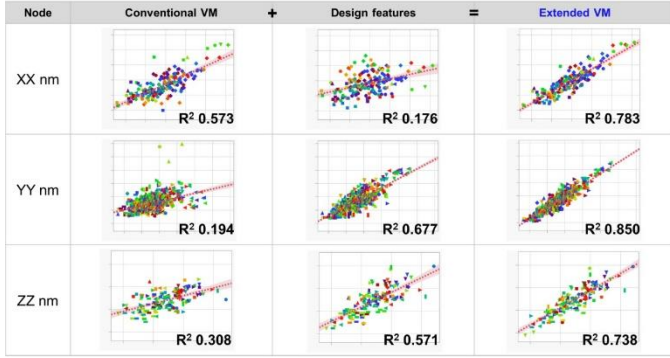 Node Conventional VM + Design features = Extended VM
XX nm R² 0.573 R² 0.176 R² 0.783
YY nm R² 0.194 R² 0.677 R² 0.850
ZZ nm R² 0.308 R² 0.571 R² 0.738